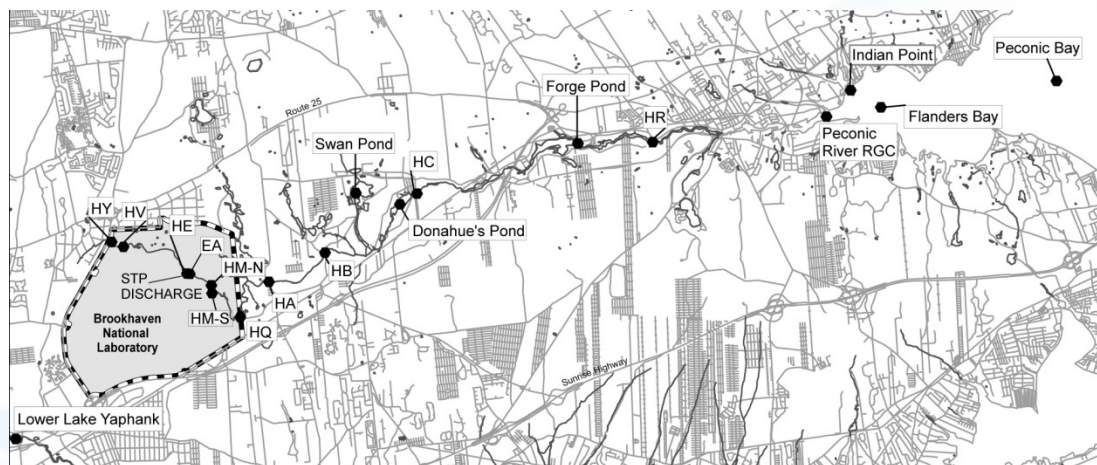 Peconic Bay
Indian Point
Route 25
Forge Pond
HR
Flanders Bay
Peconic
River RGC
Swan Pond
HC
Donahue's Pond
HY
HV
HE
EA
HM-N
STP
DISCHARGE
HM-S
HB
HA
HQ
Brookhaven
National
Laboratory
Sunrise Highway
Lower Lake Yaphank